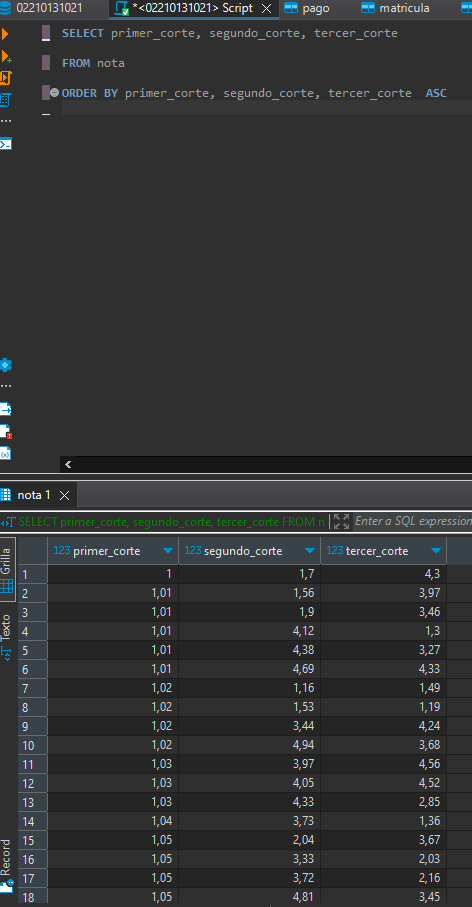 02210131021 *<02210131021> Script pago matricula
SELECT primer_corte, segundo_corte, tercer_corte
FROM nota
ORDER BY primer_corte, segundo_corte, tercer_corte ASC
nota 1
SELECT primer_corte, segundo_corte, tercer_corte FROM n Enter a SQL expression
Grilla
Texto
Record
123 primer_corte 123 segundo_corte 123 tercer_corte
1 1 1,7 4,3
2 1,01 1,56 3,97
3 1,01 1,9 3,46
4 1,01 4,12 1,3
5 1,01 4,38 3,27
6 1,01 4,69 4,33
7 1,02 1,16 1,49
8 1,02 1,53 1,19
9 1,02 3,44 4,24
10 1,02 4,94 3,68
11 1,03 3,97 4,56
12 1,03 4,05 4,52
13 1,03 4,33 2,85
14 1,04 3,73 1,36
15 1,05 2,04 3,67
16 1,05 3,33 2,03
17 1,05 3,72 2,16
18 1,05 4,81 3,45